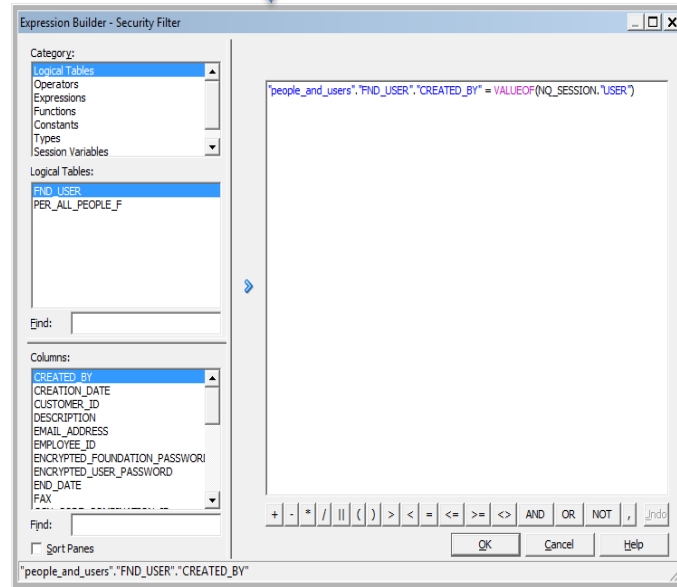 Expression Builder - Security Filter
Category:
Logical Tables
Operators
Expressions
Functions
Constants
Types
Session Variables
Logical Tables:
FND_USER
PER_ALL_PEOPLE_F
Find:
Columns:
CREATED_BY
CREATION_DATE
CUSTOMER_ID
DESCRIPTION
EMAIL_ADDRESS
EMPLOYEE_ID
ENCRYPTED_FOUNDATION_PASSWORD
ENCRYPTED_USER_PASSWORD
END_DATE
FAX
Find:
Sort Panes
"people_and_users"."FND_USER"."CREATED_BY" = VALUEOF(NQ_SESSION."USER")
+ - * / || ( ) > < = <= >= <> AND OR NOT , Undo
OK Cancel Help
"people_and_users"."FND_USER"."CREATED_BY"